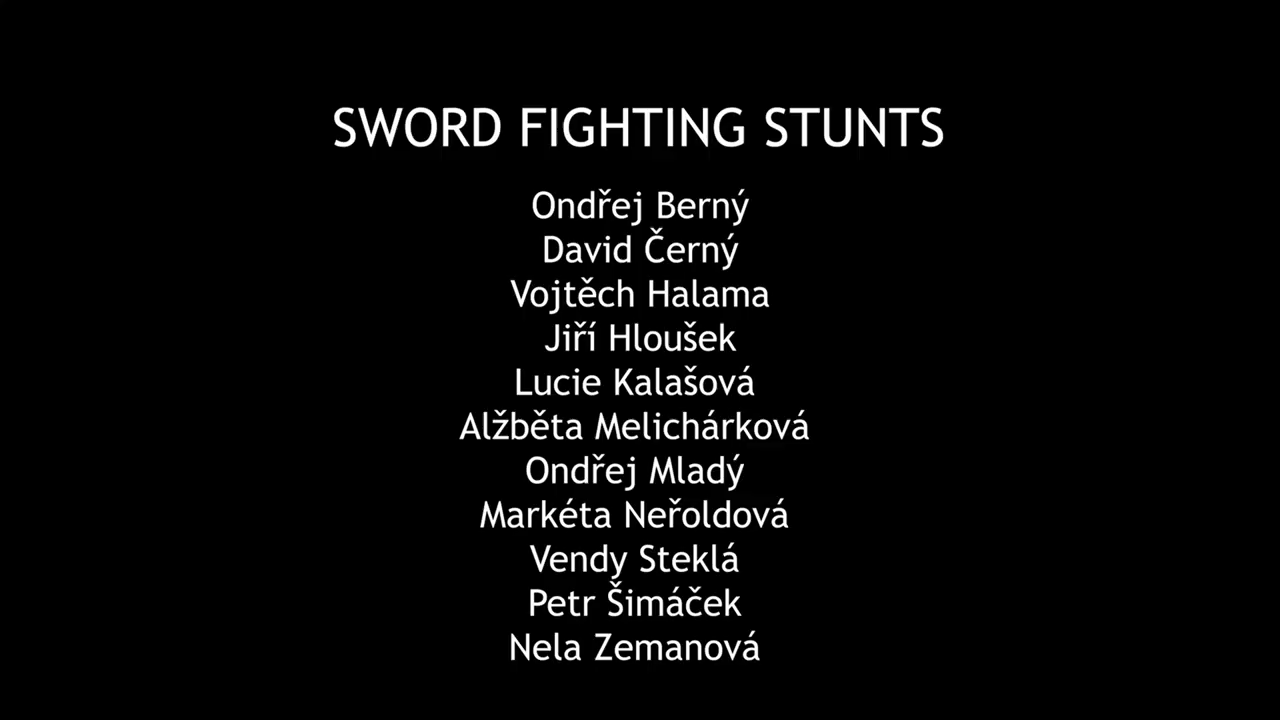 SWORD FIGHTING STUNTS
Ondřej Berný
David Černý
Vojtěch Halama
Jiří Hloušek
Lucie Kalašová
Alžběta Melichárková
Ondřej Mladý
Markéta Neřoldová
Vendy Steklá
Petr Šimáček
Nela Zemanová